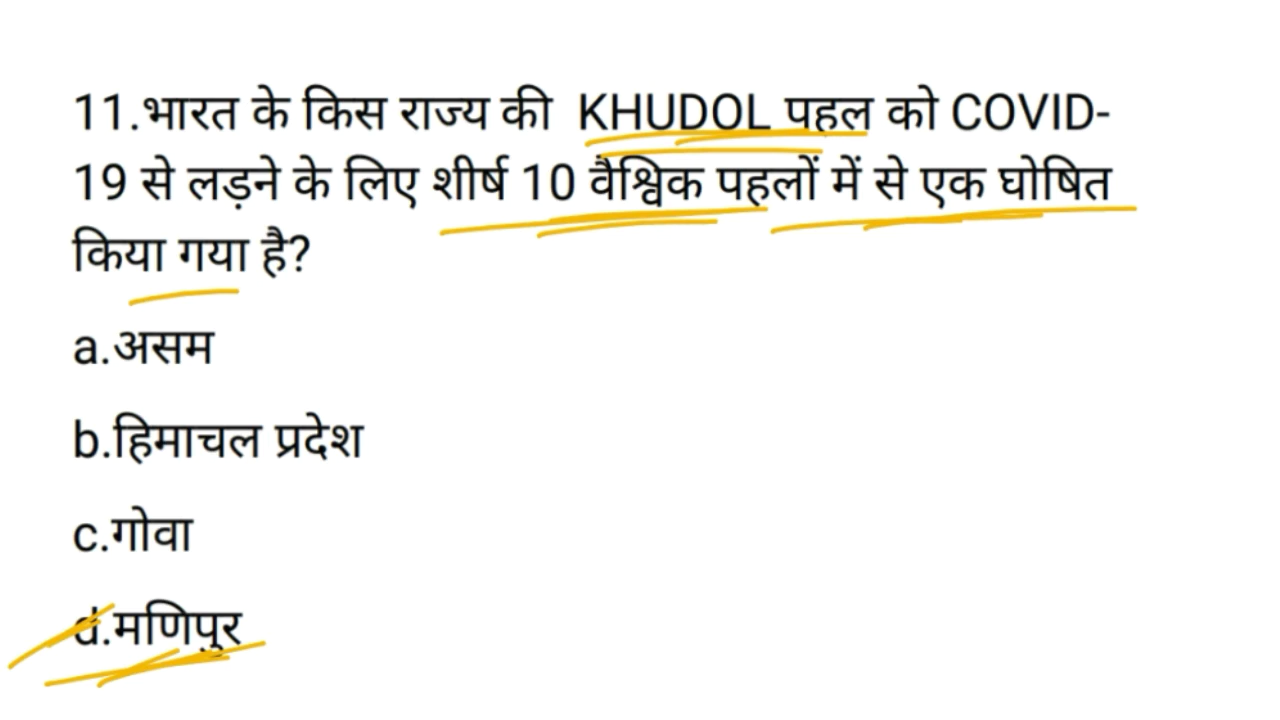 11.भारत के किस राज्य की KHUDOL पहल को COVID-
19 से लड़ने के लिए शीर्ष 10 वैश्विक पहलों में से एक घोषित
किया गया है?
a.असम
b.हिमाचल प्रदेश
c.गोवा
d.मणिपुर